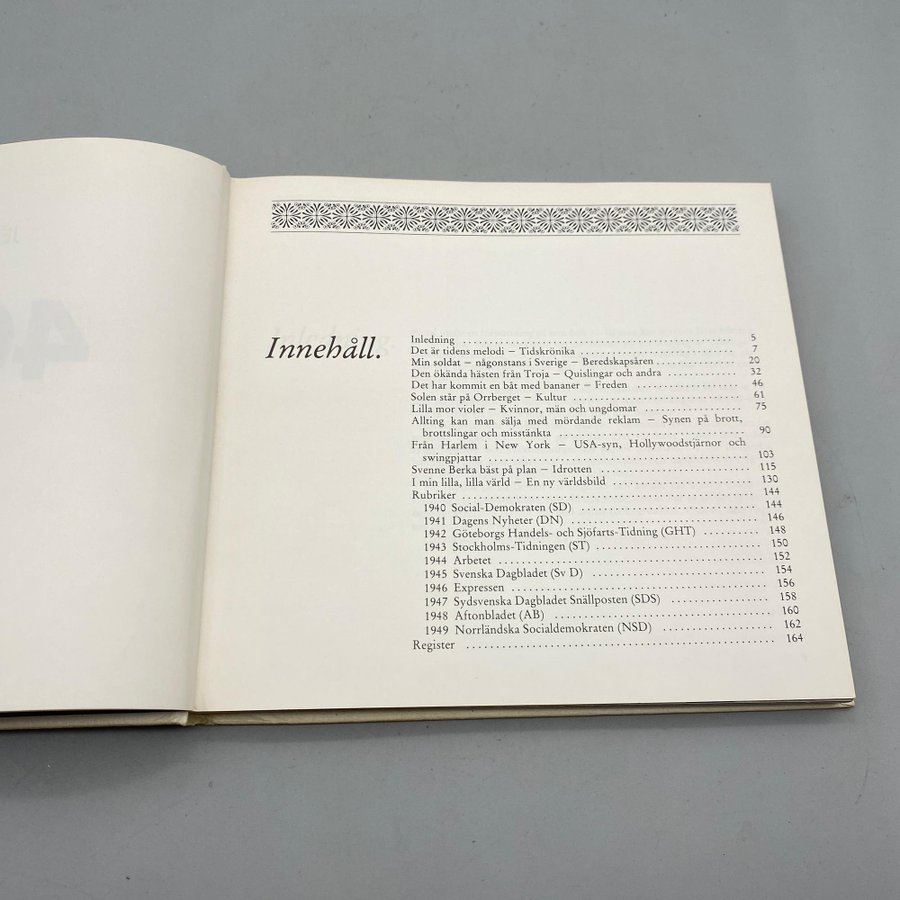 Innehåll.
Inledning ..... 5
Det är tidens melodi – Tidskrönika ..... 7
Min soldat – någonstans i Sverige – Beredskapsåren ..... 20
Den ökända hästen från Troja – Quislingar och andra ..... 32
Det har kommit en båt med bananer – Freden ..... 46
Solen står på Orrberget – Kultur ..... 61
Lilla mor violer – Kvinnor, män och ungdomar ..... 75
Allting kan man sälja med mördande reklam – Synen på brott,
brottslingar och misstänkta ..... 90
Från Harlem i New York – USA-syn, Hollywoodstjärnor och
swingpjattar ..... 103
Svenne Berka bäst på plan – Idrotten ..... 115
I min lilla, lilla värld – En ny världsbild ..... 130
Rubriker ..... 144
1940 Social-Demokraten (SD) ..... 144
1941 Dagens Nyheter (DN) ..... 146
1942 Göteborgs Handels- och Sjöfarts-Tidning (GHT) ..... 148
1943 Stockholms-Tidningen (ST) ..... 150
1944 Arbetet ..... 152
1945 Svenska Dagbladet (Sv D) ..... 154
1946 Expressen ..... 156
1947 Sydsvenska Dagbladet Snällposten (SDS) ..... 158
1948 Aftonbladet (AB) ..... 160
1949 Norrländska Socialdemokraten (NSD) ..... 162
Register ..... 164